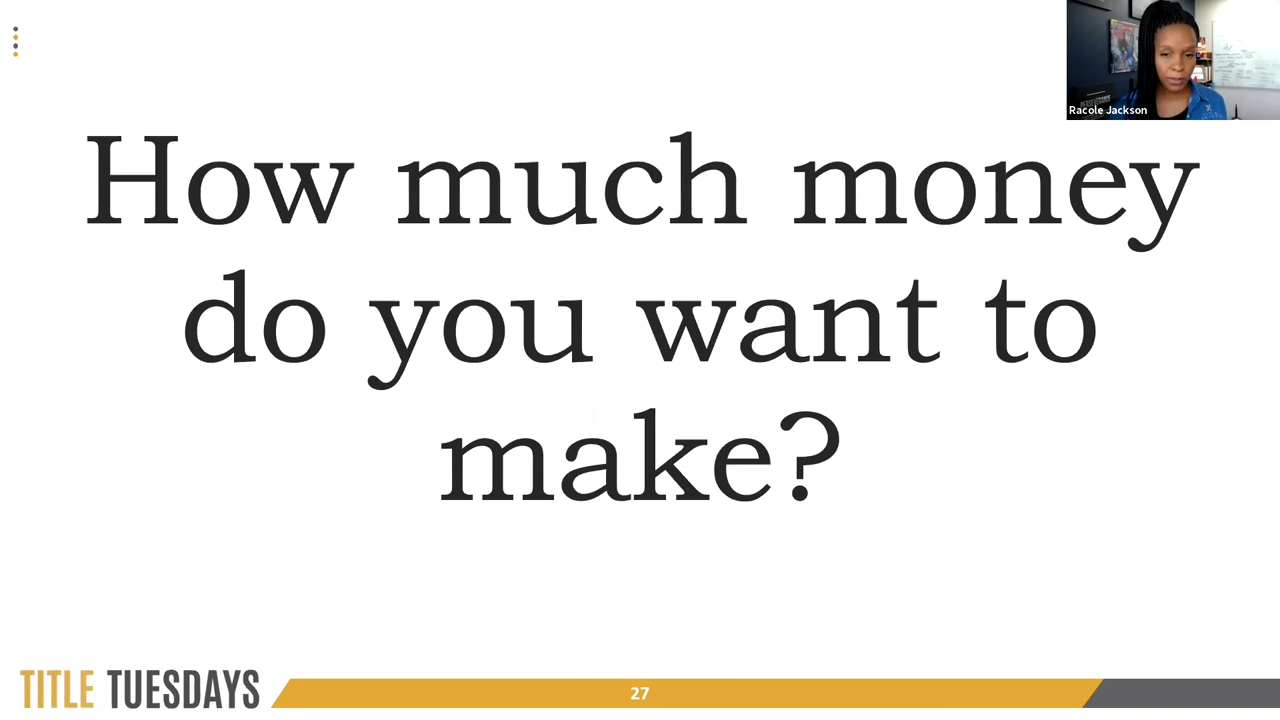 Racole Jackson
How much money
do you want to
make?
TITLE TUESDAYS
27